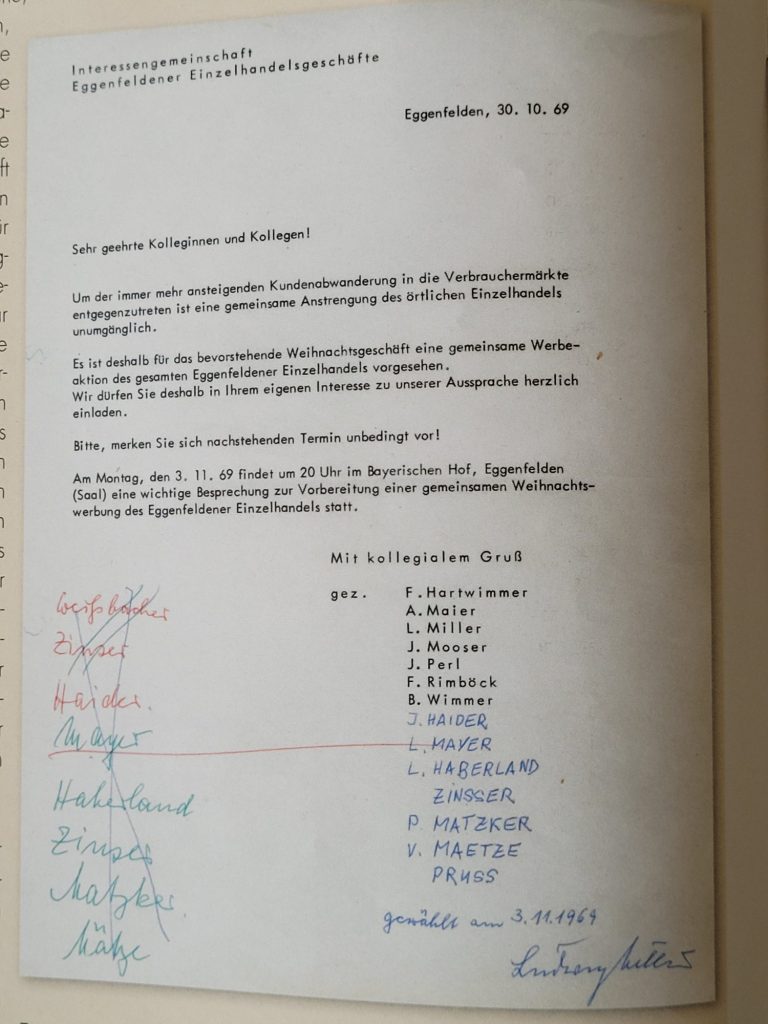 Interessengemeinschaft
Eggenfeldener Einzelhandelsgeschäfte
Eggenfelden, 30. 10. 69
Sehr geehrte Kolleginnen und Kollegen!
Um der immer mehr ansteigenden Kundenabwanderung in die Verbrauchermärkte
entgegenzutreten ist eine gemeinsame Anstrengung des örtlichen Einzelhandels
unumgänglich.
Es ist deshalb für das bevorstehende Weihnachtsgeschäft eine gemeinsame Werbe-
aktion des gesamten Eggenfeldener Einzelhandels vorgesehen.
Wir dürfen Sie deshalb in Ihrem eigenen Interesse zu unserer Aussprache herzlich
einladen.
Bitte, merken Sie sich nachstehenden Termin unbedingt vor!
Am Montag, den 3. 11. 69 findet um 20 Uhr im Bayerischen Hof, Eggenfelden
(Saal) eine wichtige Besprechung zur Vorbereitung einer gemeinsamen Weihnachts-
werbung des Eggenfeldener Einzelhandels statt.
Mit kollegialem Gruß
gez. F. Hartwimmer
A. Maier
L. Miller
J. Mooser
J. Perl
F. Rimböck
B. Wimmer
J. HAIDER
L. MAYER
L. HABERLAND
ZINSSER
P. MATZKER
V. MAETZE
PRUSS
gewählt am 3.11.1969
Weißbacher
Zinser
Haider.
Mayer
Haberland
Zinser
Matzker
Mätze